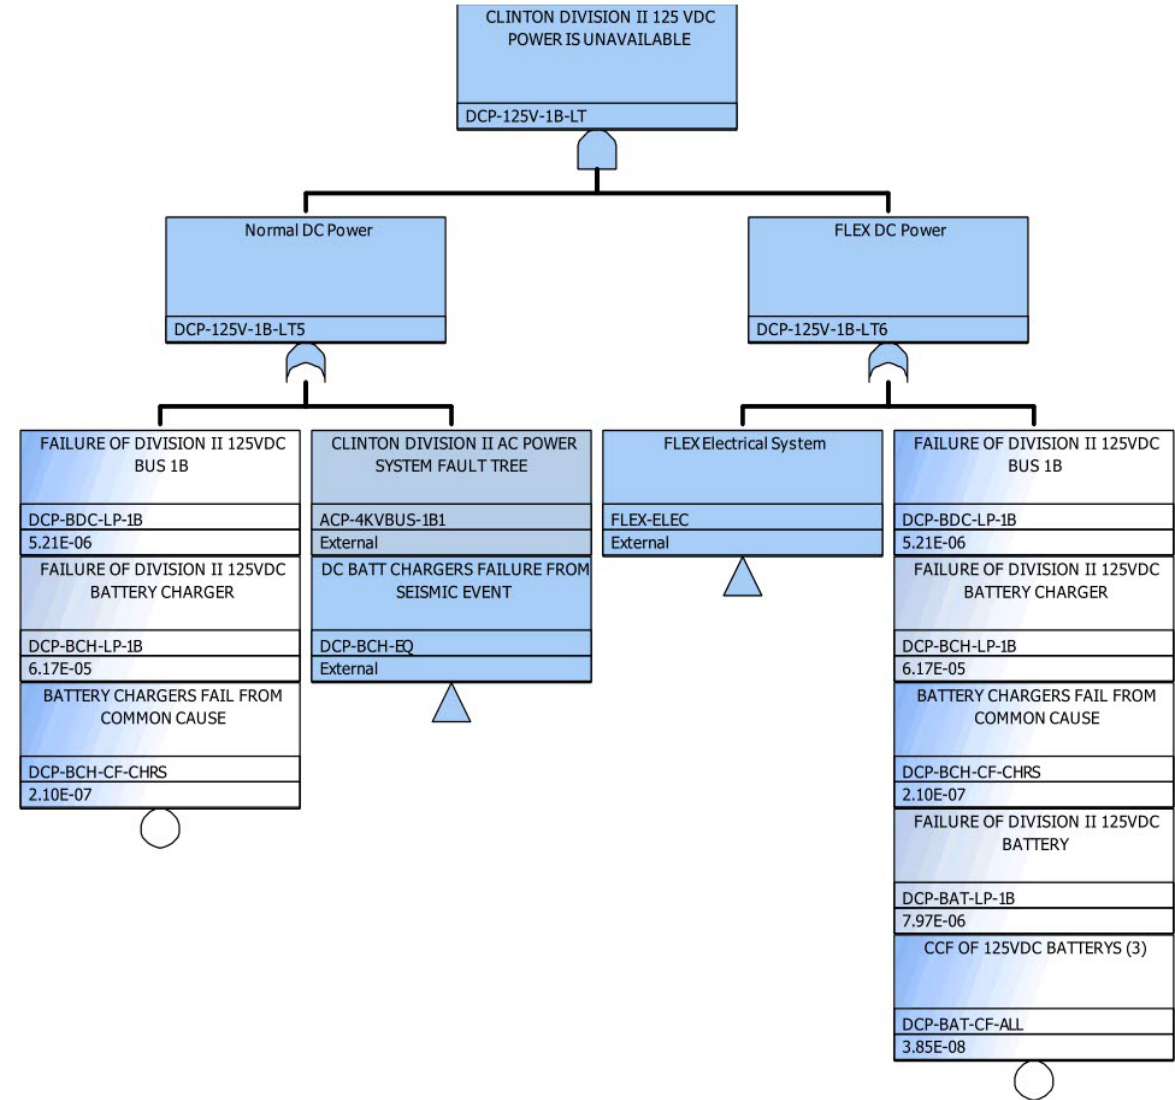 CLINTON DIVISION II 125 VDC
POWER IS UNAVAILABLE
DCP-125V-1B-LT
Normal DC Power
DCP-125V-1B-LT5
FLEX DC Power
DCP-125V-1B-LT6
FAILURE OF DIVISION II 125VDC
BUS 1B
DCP-BDC-LP-1B
5.21E-06
FAILURE OF DIVISION II 125VDC
BATTERY CHARGER
DCP-BCH-LP-1B
6.17E-05
BATTERY CHARGERS FAIL FROM
COMMON CAUSE
DCP-BCH-CF-CHRS
2.10E-07
CLINTON DIVISION II AC POWER
SYSTEM FAULT TREE
ACP-4KVBUS-1B1
External
DC BATT CHARGERS FAILURE FROM
SEISMIC EVENT
DCP-BCH-EQ
External
FLEX Electrical System
FLEX-ELEC
External
FAILURE OF DIVISION II 125VDC
BUS 1B
DCP-BDC-LP-1B
5.21E-06
FAILURE OF DIVISION II 125VDC
BATTERY CHARGER
DCP-BCH-LP-1B
6.17E-05
BATTERY CHARGERS FAIL FROM
COMMON CAUSE
DCP-BCH-CF-CHRS
2.10E-07
FAILURE OF DIVISION II 125VDC
BATTERY
DCP-BAT-LP-1B
7.97E-06
CCF OF 125VDC BATTERYS (3)
DCP-BAT-CF-ALL
3.85E-08